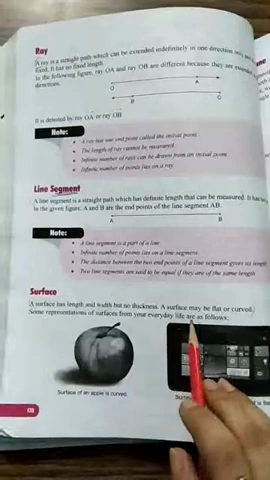 Ray
A ray is a straight path which can be extended indefinitely in one direction only and
fixed. It has no fixed length.
In the following figure, ray OA and ray OB are different because they are extended
directions.
O A
B O
It is denoted by ray OA or ray OB
Note:
• A ray has one end point called the initial point.
• The length of ray cannot be measured.
• Infinite number of rays can be drawn from an initial point.
• Infinite number of points lies on a ray.
Line Segment
A line segment is a straight path which has definite length that can be measured. It has
In the given figure, A and B are the end points of the line segment AB.
A B
Note:
• A line segment is a part of a line.
• Infinite number of points lies on a line segment.
• The distance between the two end points of a line segment gives its length
• Two line segments are said to be equal if they are of the same length.
Surface
A surface has length and width but no thickness. A surface may be flat or curved.
Some representations of surfaces from your everyday life are as follows:
Surface of an apple is curved.
is flat